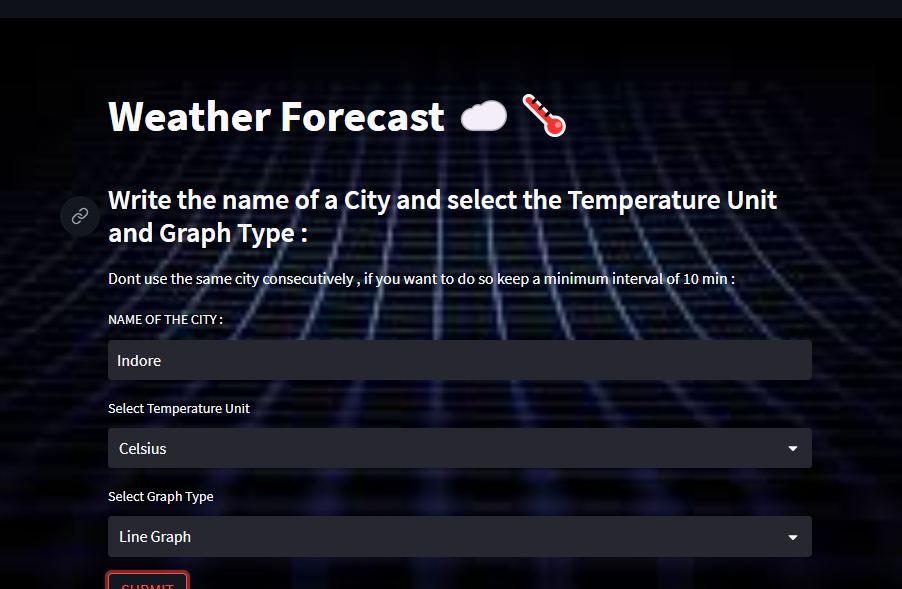 Weather Forecast
Write the name of a City and select the Temperature Unit
and Graph Type :
Dont use the same city consecutively , if you want to do so keep a minimum interval of 10 min :
NAME OF THE CITY :
Indore
Select Temperature Unit
Celsius
Select Graph Type
Line Graph
SUBMIT